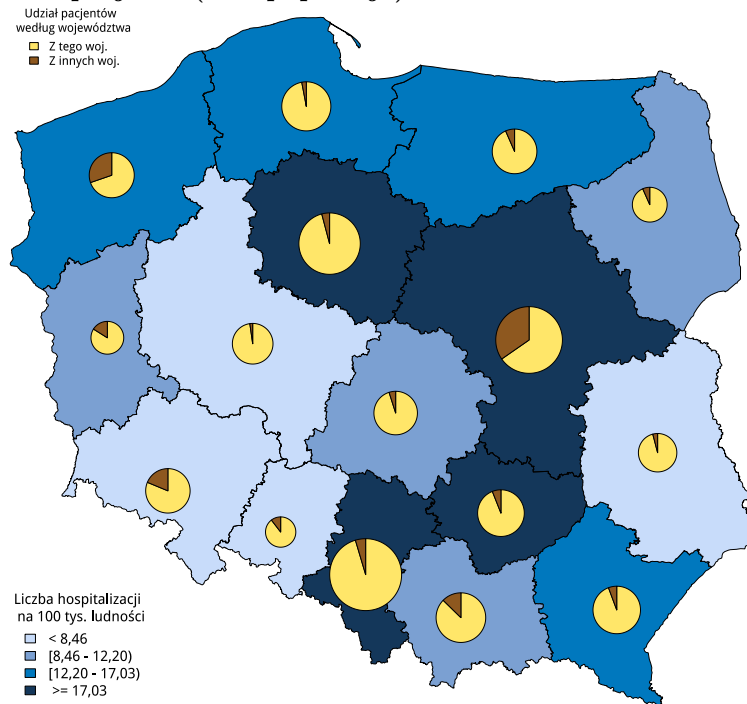 Udział pacjentów
według województwa
Z tego woj.
Z innych woj.
Liczba hospitalizacji
na 100 tys. ludności
< 8,46
[8,46 - 12,20)
[12,20 - 17,03)
>= 17,03